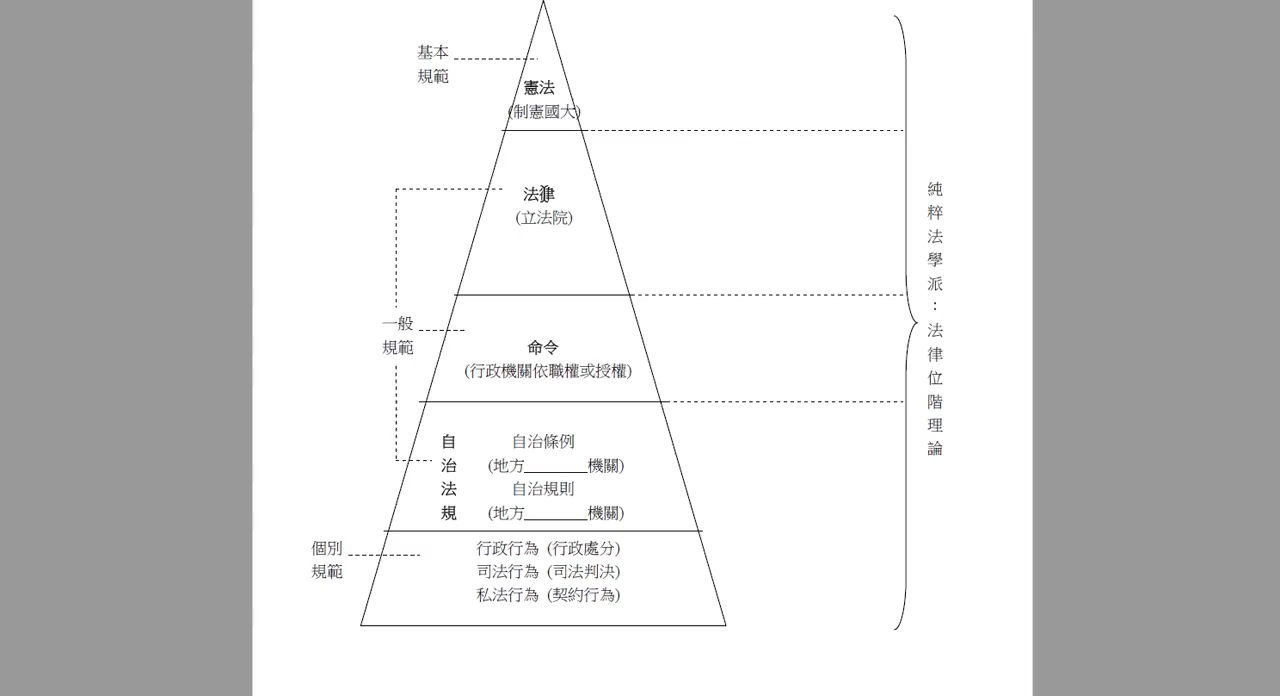 基本
規範
憲法
(制憲國大)
法律
(立法院)
一般
規範
命令
(行政機關依職權或授權)
自治法規
自治條例
(地方________機關)
自治規則
(地方________機關)
個別
規範
行政行為 (行政處分)
司法行為 (司法判決)
私法行為 (契約行為)
純粹法學派：法律位階理論